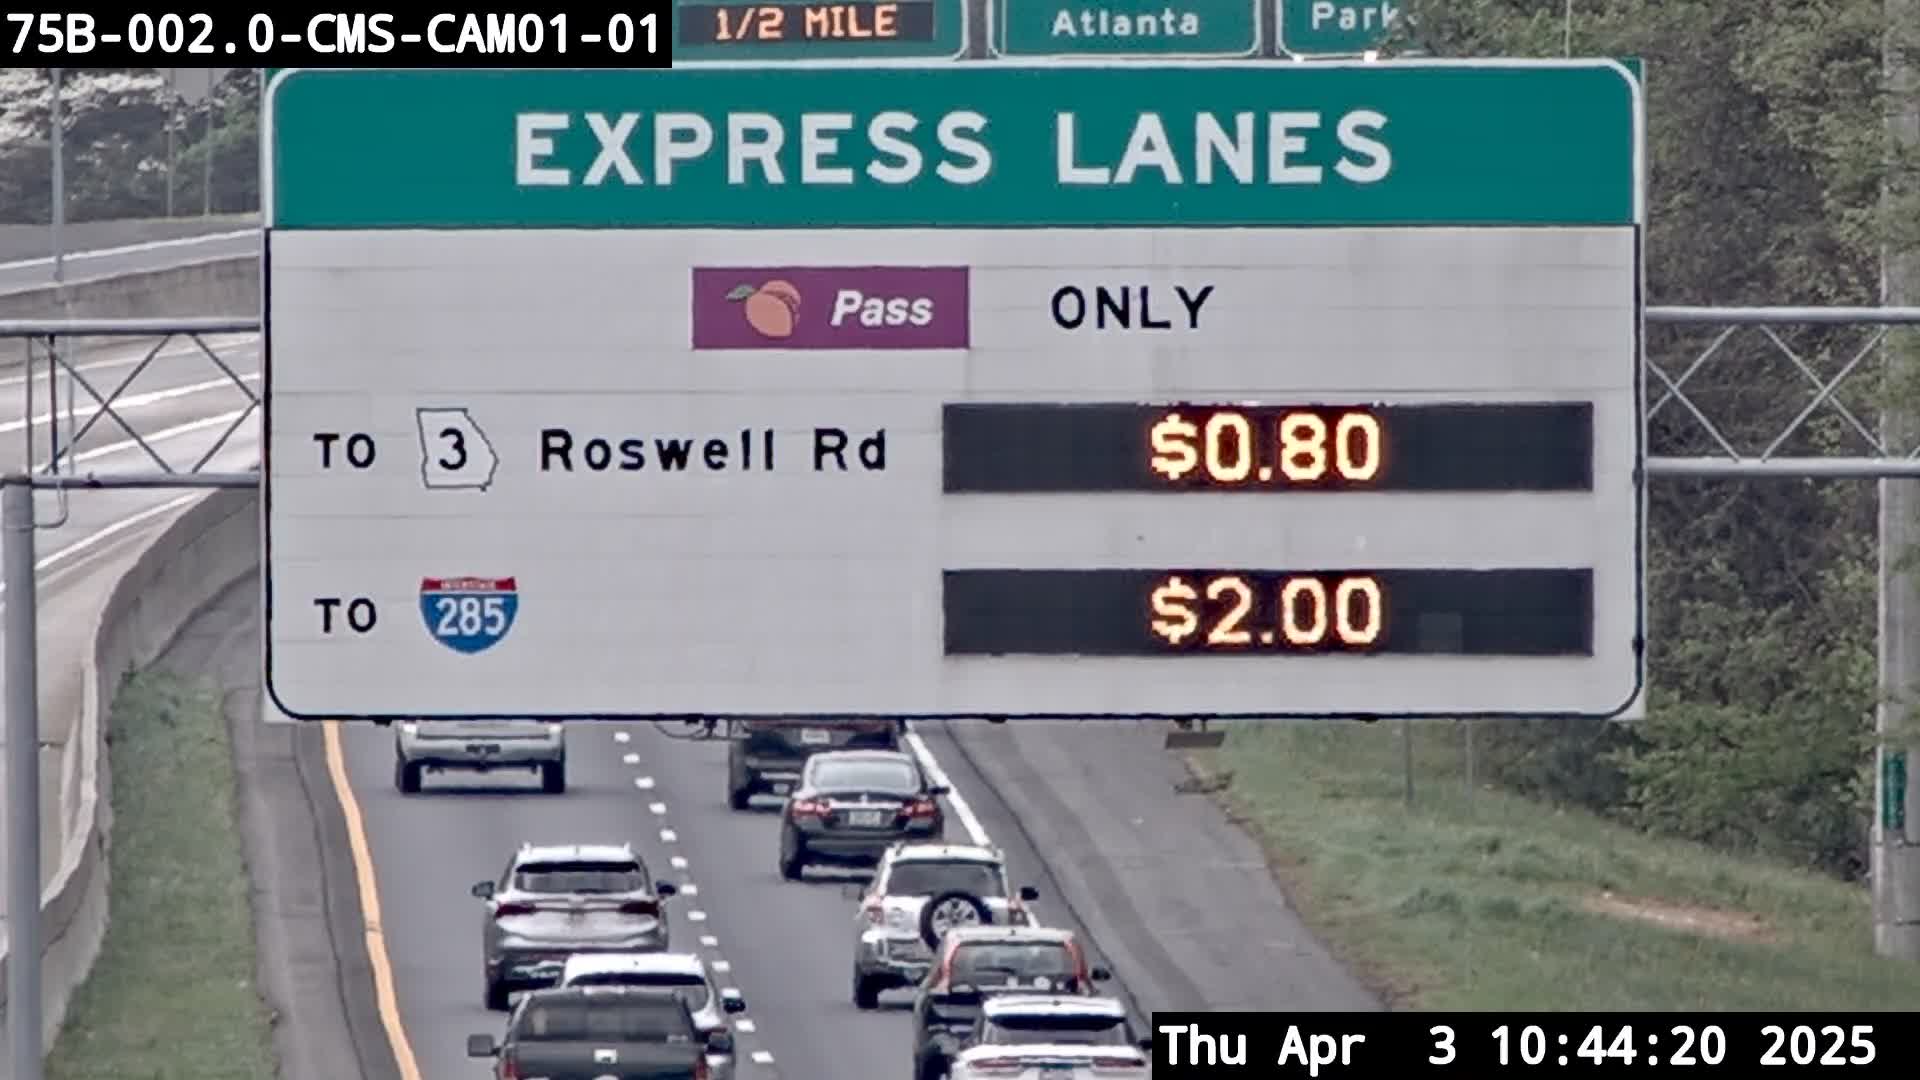 75B-002.0-CMS-CAM01-01
1/2 MILE
Atlanta
Park
EXPRESS LANES
Pass ONLY
TO 3 Roswell Rd $0.80
TO INTERSTATE 285 $2.00
Thu Apr 3 10:44:20 2025